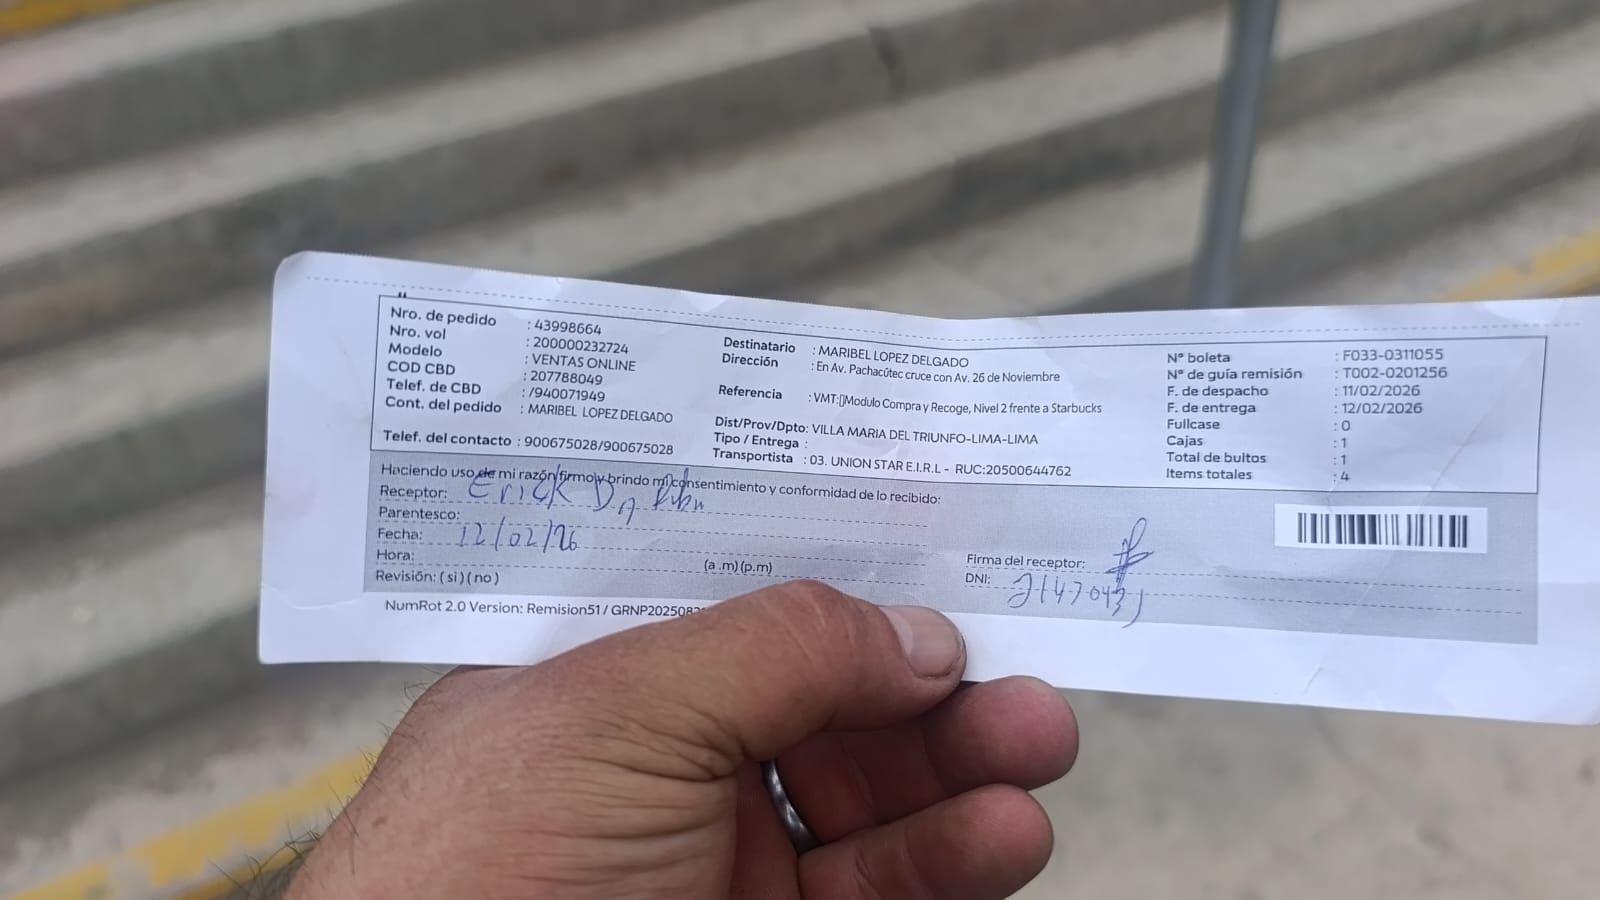 Nro. de pedido : 43998664
Nro. vol : 200000232724
Modelo : VENTAS ONLINE
COD CBD : 207788049
Telef. de CBD : /940071949
Cont. del pedido : MARIBEL LOPEZ DELGADO
Telef. del contacto : 900675028/900675028
Destinatario : MARIBEL LOPEZ DELGADO
Dirección : En Av. Pachacútec cruce con Av. 26 de Noviembre
Referencia : VMT:[]Modulo Compra y Recoge, Nivel 2 frente a Starbucks
Dist/Prov/Dpto: VILLA MARIA DEL TRIUNFO-LIMA-LIMA
Tipo / Entrega :
Transportista : 03. UNION STAR E.I.R.L - RUC:20500644762
N° boleta : F033-0311055
N° de guía remisión : T002-0201256
F. de despacho : 11/02/2026
F. de entrega : 12/02/2026
Fullcase : 0
Cajas : 1
Total de bultos : 1
Items totales : 4
Haciendo uso de mi razón firmo y brindo mi consentimiento y conformidad de lo recibido:
Receptor: Erick
Parentesco:
Fecha: 12/02/26
Hora: (a .m) (p.m)
Revisión: ( si ) ( no )
Firma del receptor:
DNI:
NumRot 2.0 Version: Remision51 / GRNP202508